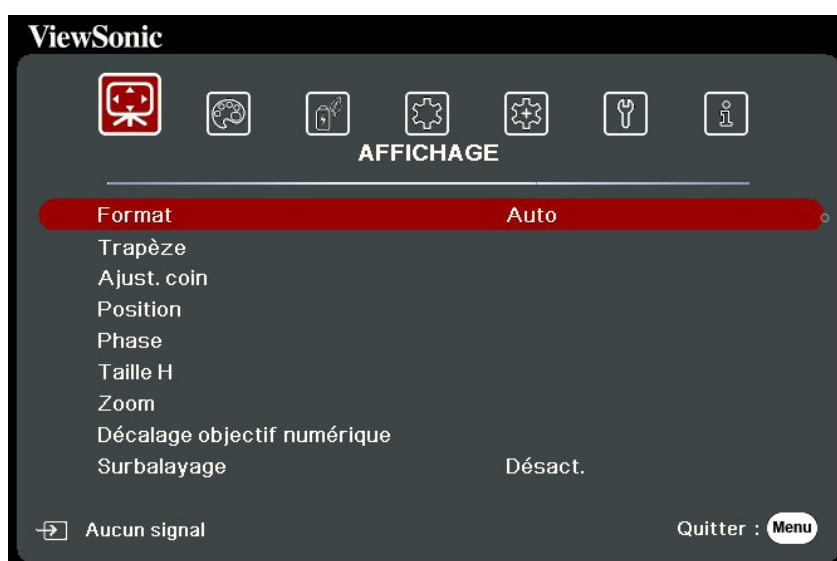 ViewSonic
AFFICHAGE
Format Auto
Trapèze
Ajust. coin
Position
Phase
Taille H
Zoom
Décalage objectif numérique
Surbalayage Désact.
Aucun signal Quitter : Menu